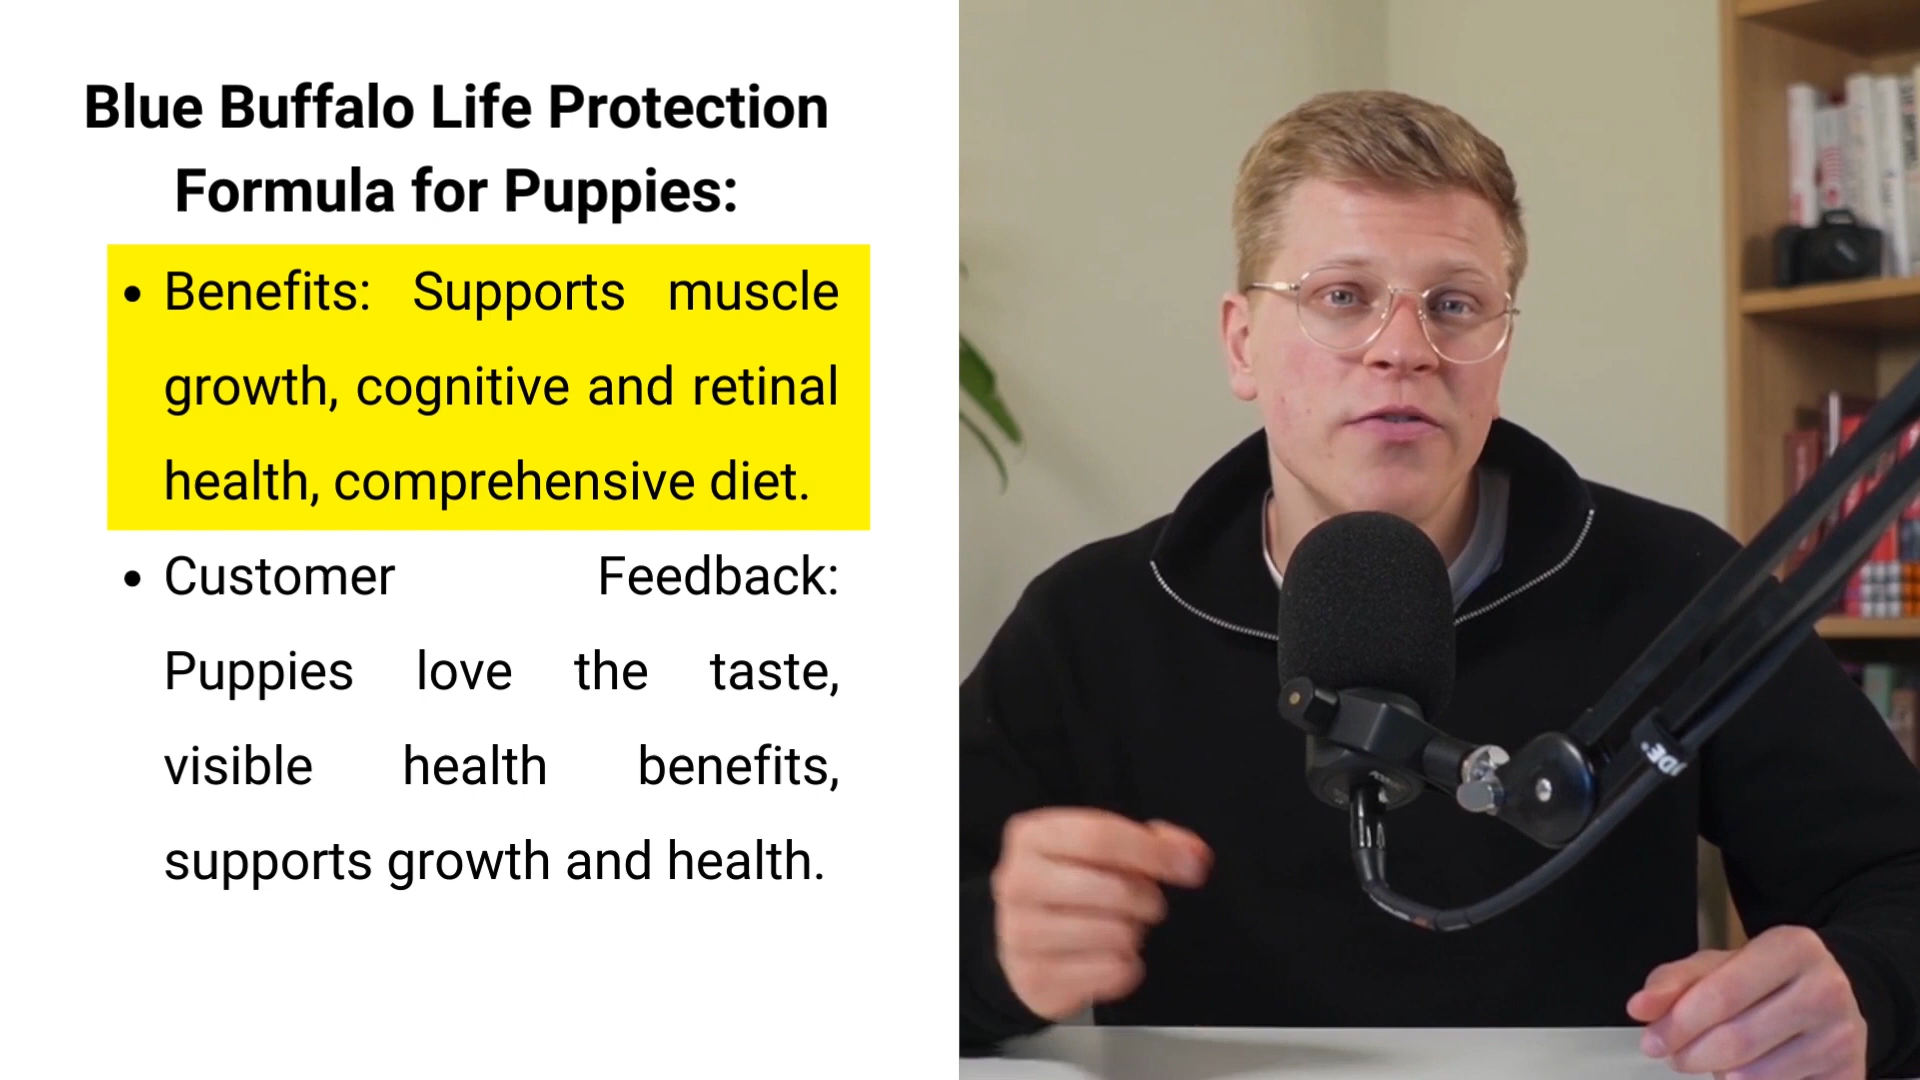 Blue Buffalo Life Protection
Formula for Puppies:
• Benefits: Supports muscle
growth, cognitive and retinal
health, comprehensive diet.
• Customer Feedback:
Puppies love the taste,
visible health benefits,
supports growth and health.